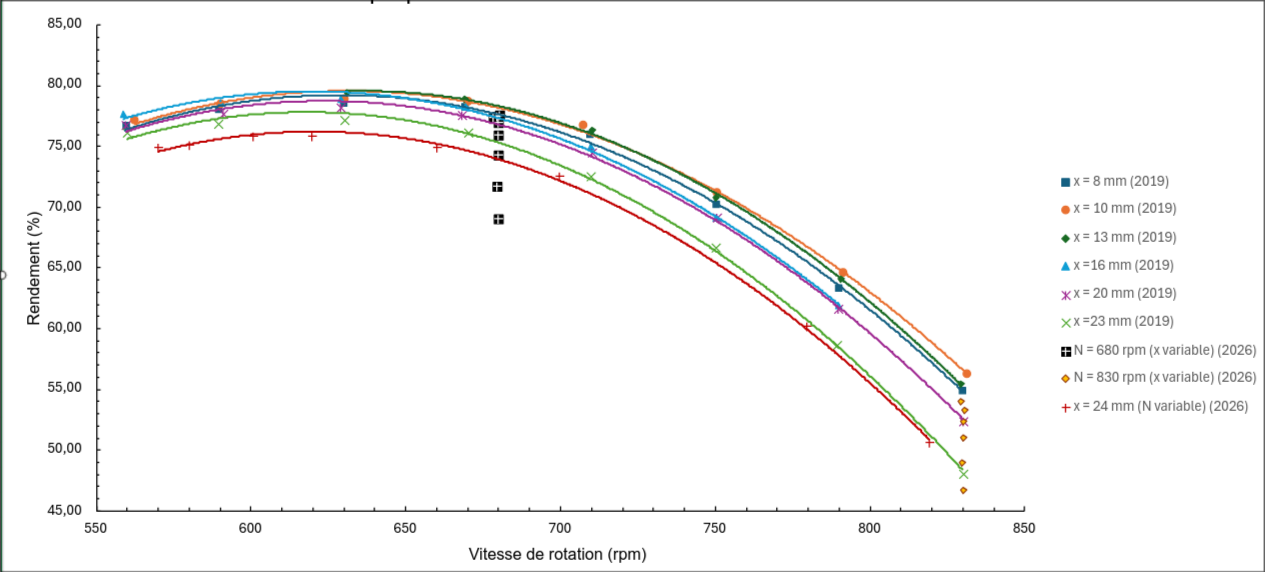 85,00
80,00
75,00
70,00
65,00
60,00
55,00
50,00
45,00
Rendement (%)
550 600 650 700 750 800 850
Vitesse de rotation (rpm)
x = 8 mm (2019)
x = 10 mm (2019)
x = 13 mm (2019)
x =16 mm (2019)
x = 20 mm (2019)
x =23 mm (2019)
N = 680 rpm (x variable) (2026)
N = 830 rpm (x variable) (2026)
x = 24 mm (N variable) (2026)